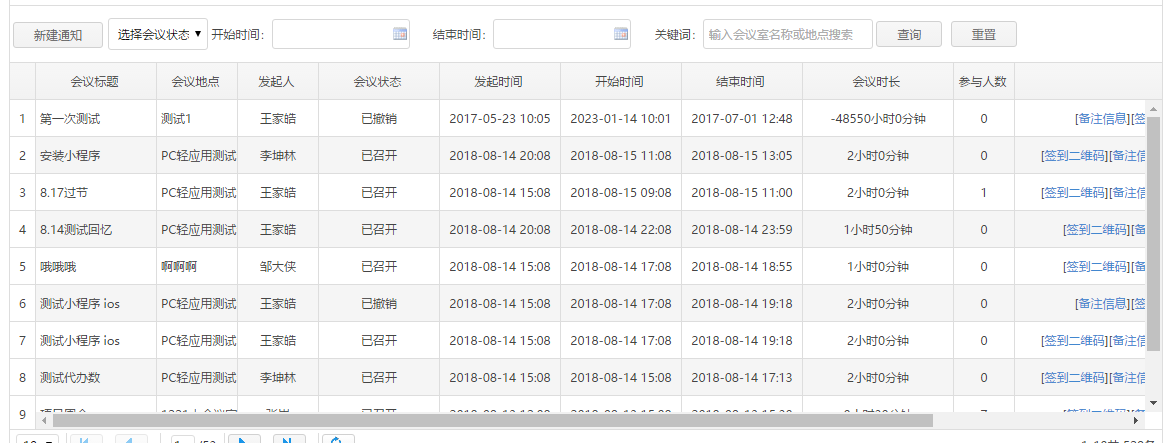 新建通知 选择会议状态 开始时间： 结束时间： 关键词： 输入会议室名称或地点搜索 查询 重置
会议标题 会议地点 发起人 会议状态 发起时间 开始时间 结束时间 会议时长 参与人数
1 第一次测试 测试1 王家皓 已撤销 2017-05-23 10:05 2023-01-14 10:01 2017-07-01 12:48 -48550小时0分钟 0 [备注信息][签
2 安装小程序 PC轻应用测试 李坤林 已召开 2018-08-14 20:08 2018-08-15 11:08 2018-08-15 13:05 2小时0分钟 0 [签到二维码][备注信
3 8.17过节 PC轻应用测试 王家皓 已召开 2018-08-14 15:08 2018-08-15 09:08 2018-08-15 11:00 2小时0分钟 1 [签到二维码][备注信
4 8.14测试回忆 PC轻应用测试 王家皓 已召开 2018-08-14 20:08 2018-08-14 22:08 2018-08-14 23:59 1小时50分钟 0 [签到二维码][备
5 哦哦哦 啊啊啊 邹大侠 已召开 2018-08-14 15:08 2018-08-14 17:08 2018-08-14 18:55 1小时0分钟 0 [签到二维码][备
6 测试小程序 ios PC轻应用测试 王家皓 已撤销 2018-08-14 15:08 2018-08-14 17:08 2018-08-14 19:18 2小时0分钟 0 [备注信息][签
7 测试小程序 ios PC轻应用测试 王家皓 已召开 2018-08-14 15:08 2018-08-14 17:08 2018-08-14 19:18 2小时0分钟 0 [签到二维码][备注信
8 测试代办数 PC轻应用测试 李坤林 已召开 2018-08-14 15:08 2018-08-14 15:08 2018-08-14 17:13 2小时0分钟 0 [签到二维码][备注信
9